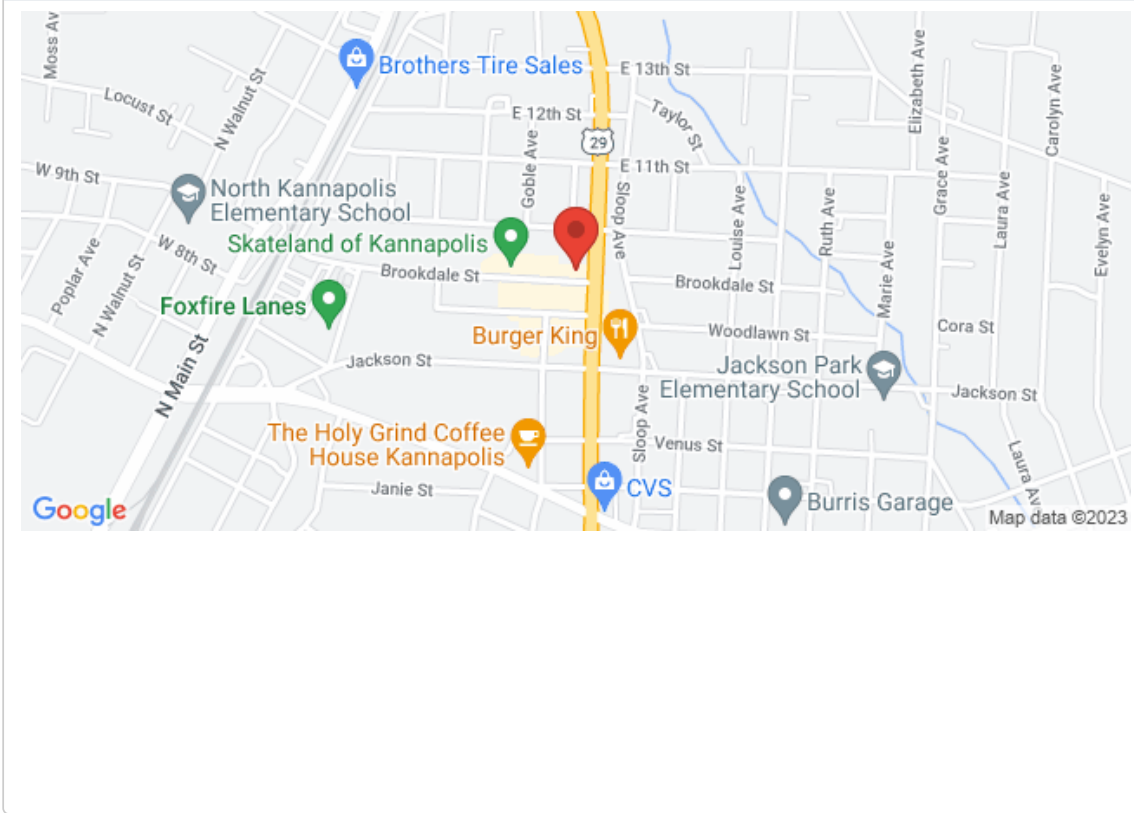 Moss Av
Brothers Tire Sales
E 13th St
Elizabeth Ave
Carolyn Ave
Locust St
N Walnut St
E 12th St
Taylor St
29
Goble Ave
E 11th St
W 9th St
North Kannapolis
Elementary School
Sloop Ave
Louise Ave
Ruth Ave
Grace Ave
Laura Ave
Evelyn Ave
Skateland of Kannapolis
W 8th St
Poplar Ave
N Walnut St
Brookdale St
Brookdale St
Marie Ave
Foxfire Lanes
Burger King
Woodlawn St
Cora St
N Main St
Jackson St
Jackson Park
Elementary School
Jackson St
Sloop Ave
The Holy Grind Coffee
House Kannapolis
Venus St
Laura Av
Janie St
CVS
Burris Garage
Google
Map data ©2023